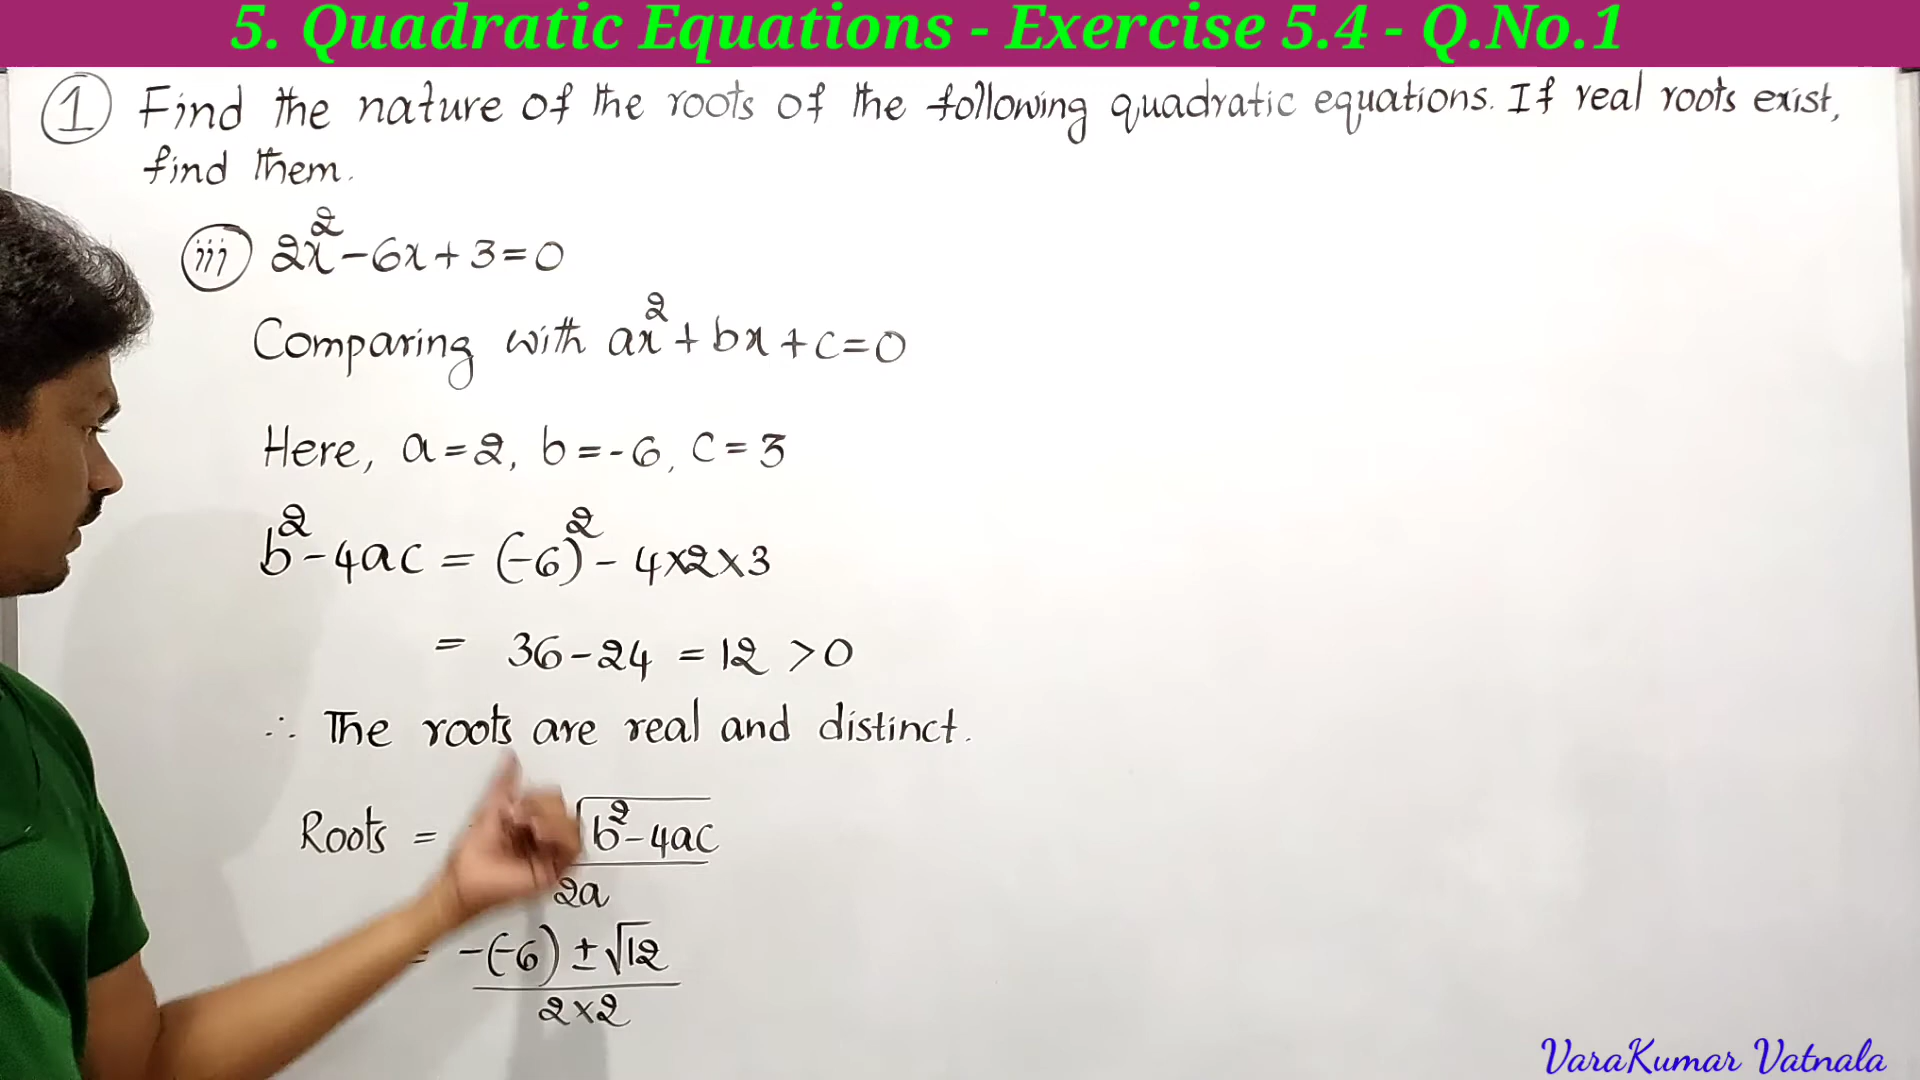 5. Quadratic Equations - Exercise 5.4 - Q.No.1
① Find the nature of the roots of the following quadratic equations. If real roots exist,
find them.
iii 2x² - 6x + 3 = 0
Comparing with ax² + bx + c = 0
Here, a = 2, b = -6, c = 3
b² - 4ac = (-6)² - 4×2×3
= 36 - 24 = 12 > 0
∴ The roots are real and distinct.
Roots = √b² - 4ac
2a
= -(-6) ± √12
2×2
VaraKumar Vatnala